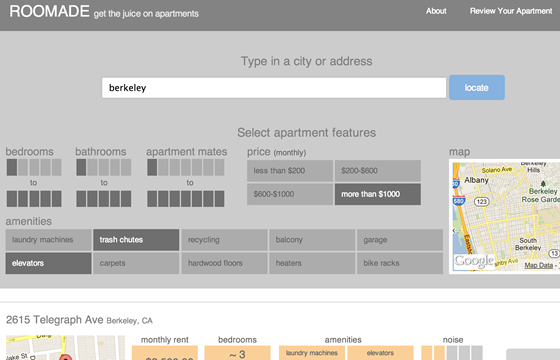 ROOMADE get the juice on apartments
About
Review Your Apartment
Type in a city or address
berkeley
locate
Select apartment features
bedrooms
to
bathrooms
to
apartment mates
to
price (monthly)
less than $200
$200-$600
$600-$1000
more than $1000
map
Solano Ave
Berkeley
Hills
Albany
Berkeley
Rose Garde
580
123
123
South
Berkeley
Google
Map Data -
amenities
laundry machines
trash chutes
recycling
balcony
garage
elevators
carpets
hardwood floors
heaters
bike racks
2615 Telegraph Ave Berkeley, CA
monthly rent
bedrooms
~ 3
amenities
laundry machines
elevators
noise